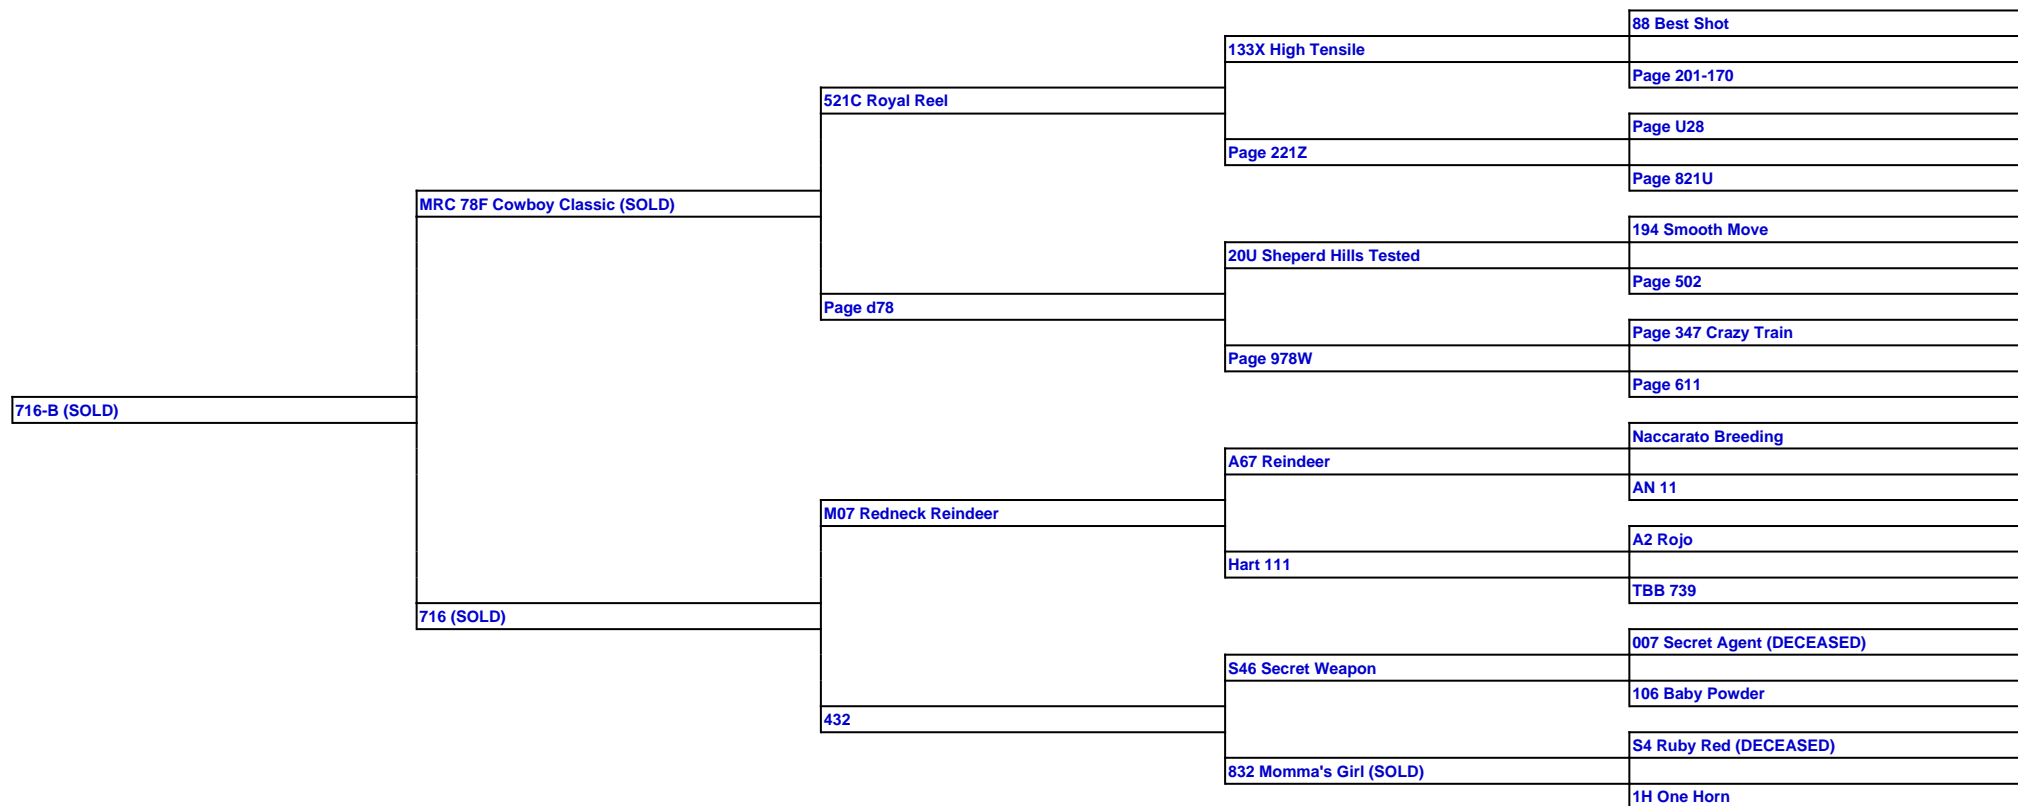 88 Best Shot
133X High Tensile
Page 201-170
521C Royal Reel
Page U28
Page 221Z
Page 821U
MRC 78F Cowboy Classic (SOLD)
194 Smooth Move
20U Sheperd Hills Tested
Page 502
Page d78
Page 347 Crazy Train
Page 978W
Page 611
716-B (SOLD)
Naccarato Breeding
A67 Reindeer
AN 11
M07 Redneck Reindeer
A2 Rojo
Hart 111
TBB 739
716 (SOLD)
007 Secret Agent (DECEASED)
S46 Secret Weapon
106 Baby Powder
432
S4 Ruby Red (DECEASED)
832 Momma's Girl (SOLD)
1H One Horn